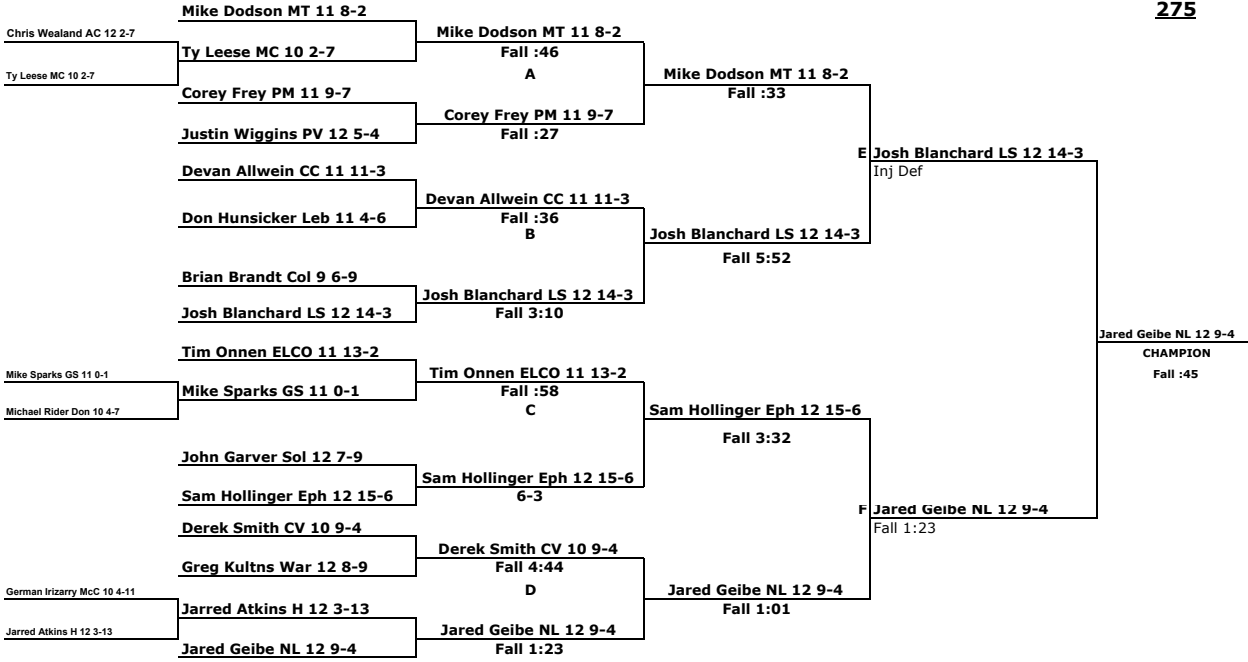 275
Mike Dodson MT 11 8-2
Chris Wealand AC 12 2-7
Mike Dodson MT 11 8-2
Ty Leese MC 10 2-7
Fall :46
Ty Leese MC 10 2-7
A
Mike Dodson MT 11 8-2
Corey Frey PM 11 9-7
Fall :33
Corey Frey PM 11 9-7
Justin Wiggins PV 12 5-4
Fall :27
E Josh Blanchard LS 12 14-3
Devan Allwein CC 11 11-3
Inj Def
Devan Allwein CC 11 11-3
Don Hunsicker Leb 11 4-6
Fall :36
B
Josh Blanchard LS 12 14-3
Fall 5:52
Brian Brandt Col 9 6-9
Josh Blanchard LS 12 14-3
Josh Blanchard LS 12 14-3
Fall 3:10
Jared Geibe NL 12 9-4
Tim Onnen ELCO 11 13-2
CHAMPION
Mike Sparks GS 11 0-1
Tim Onnen ELCO 11 13-2
Fall :45
Mike Sparks GS 11 0-1
Fall :58
Michael Rider Don 10 4-7
C
Sam Hollinger Eph 12 15-6
Fall 3:32
John Garver Sol 12 7-9
Sam Hollinger Eph 12 15-6
Sam Hollinger Eph 12 15-6
6-3
F Jared Geibe NL 12 9-4
Derek Smith CV 10 9-4
Fall 1:23
Derek Smith CV 10 9-4
Greg Kultns War 12 8-9
Fall 4:44
German Irizarry McC 10 4-11
D
Jared Geibe NL 12 9-4
Jarred Atkins H 12 3-13
Fall 1:01
Jarred Atkins H 12 3-13
Jared Geibe NL 12 9-4
Jared Geibe NL 12 9-4
Fall 1:23